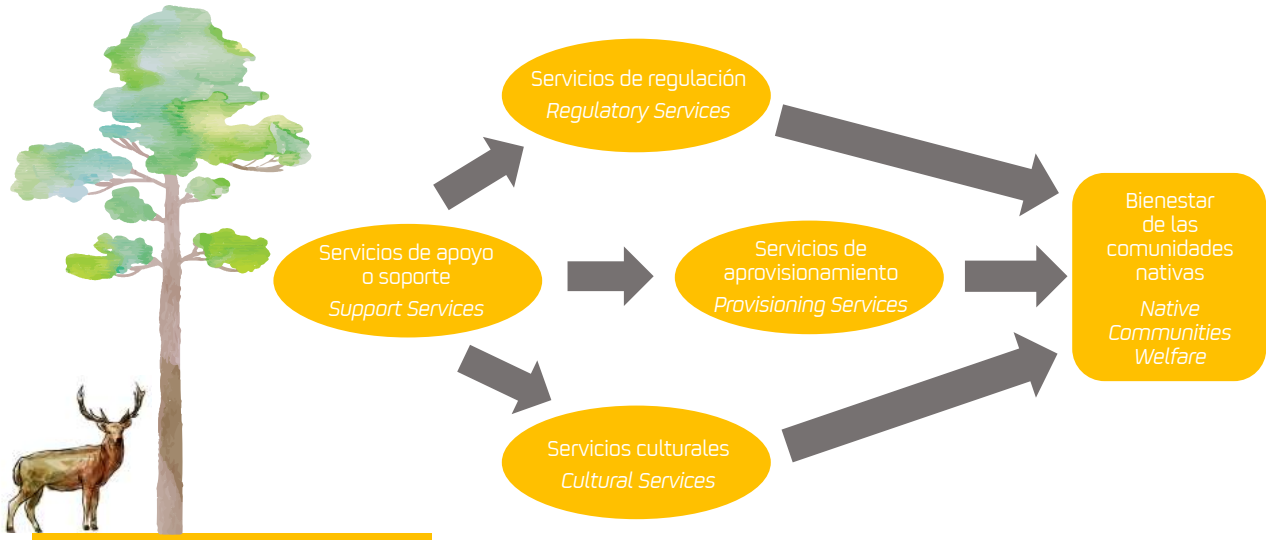 Servicios de regulación
Regulatory Services
Servicios de apoyo
o soporte
Support Services
Servicios de
aprovisionamiento
Provisioning Services
Servicios culturales
Cultural Services
Bienestar
de las
comunidades
nativas
Native
Communities
Welfare